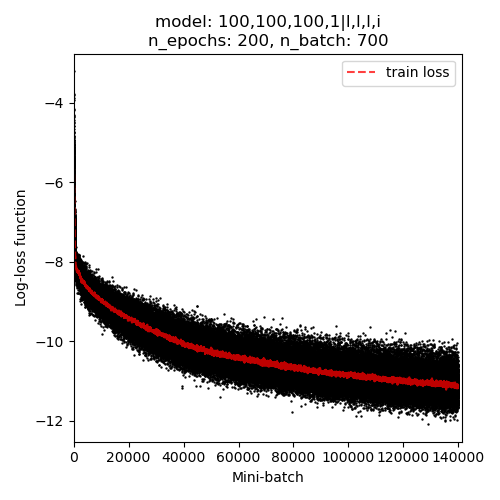 model: 100,100,100,1|l,l,l,i
n_epochs: 200, n_batch: 700
train loss
Log-loss function
−4
−6
−8
−10
−12
0 20000 40000 60000 80000 100000 120000 140000
Mini-batch